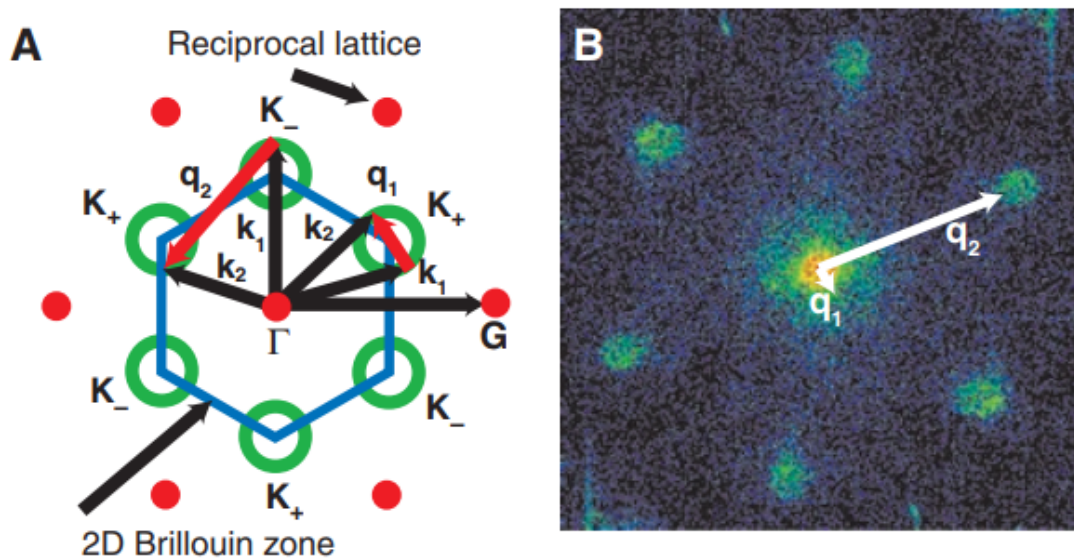 A
Reciprocal lattice
B
K₋
q₂
q₁
K₊
K₊
k₁
k₂
k₂
k₁
q₂
q₁
Γ
G
K₋
K₋
K₊
2D Brillouin zone